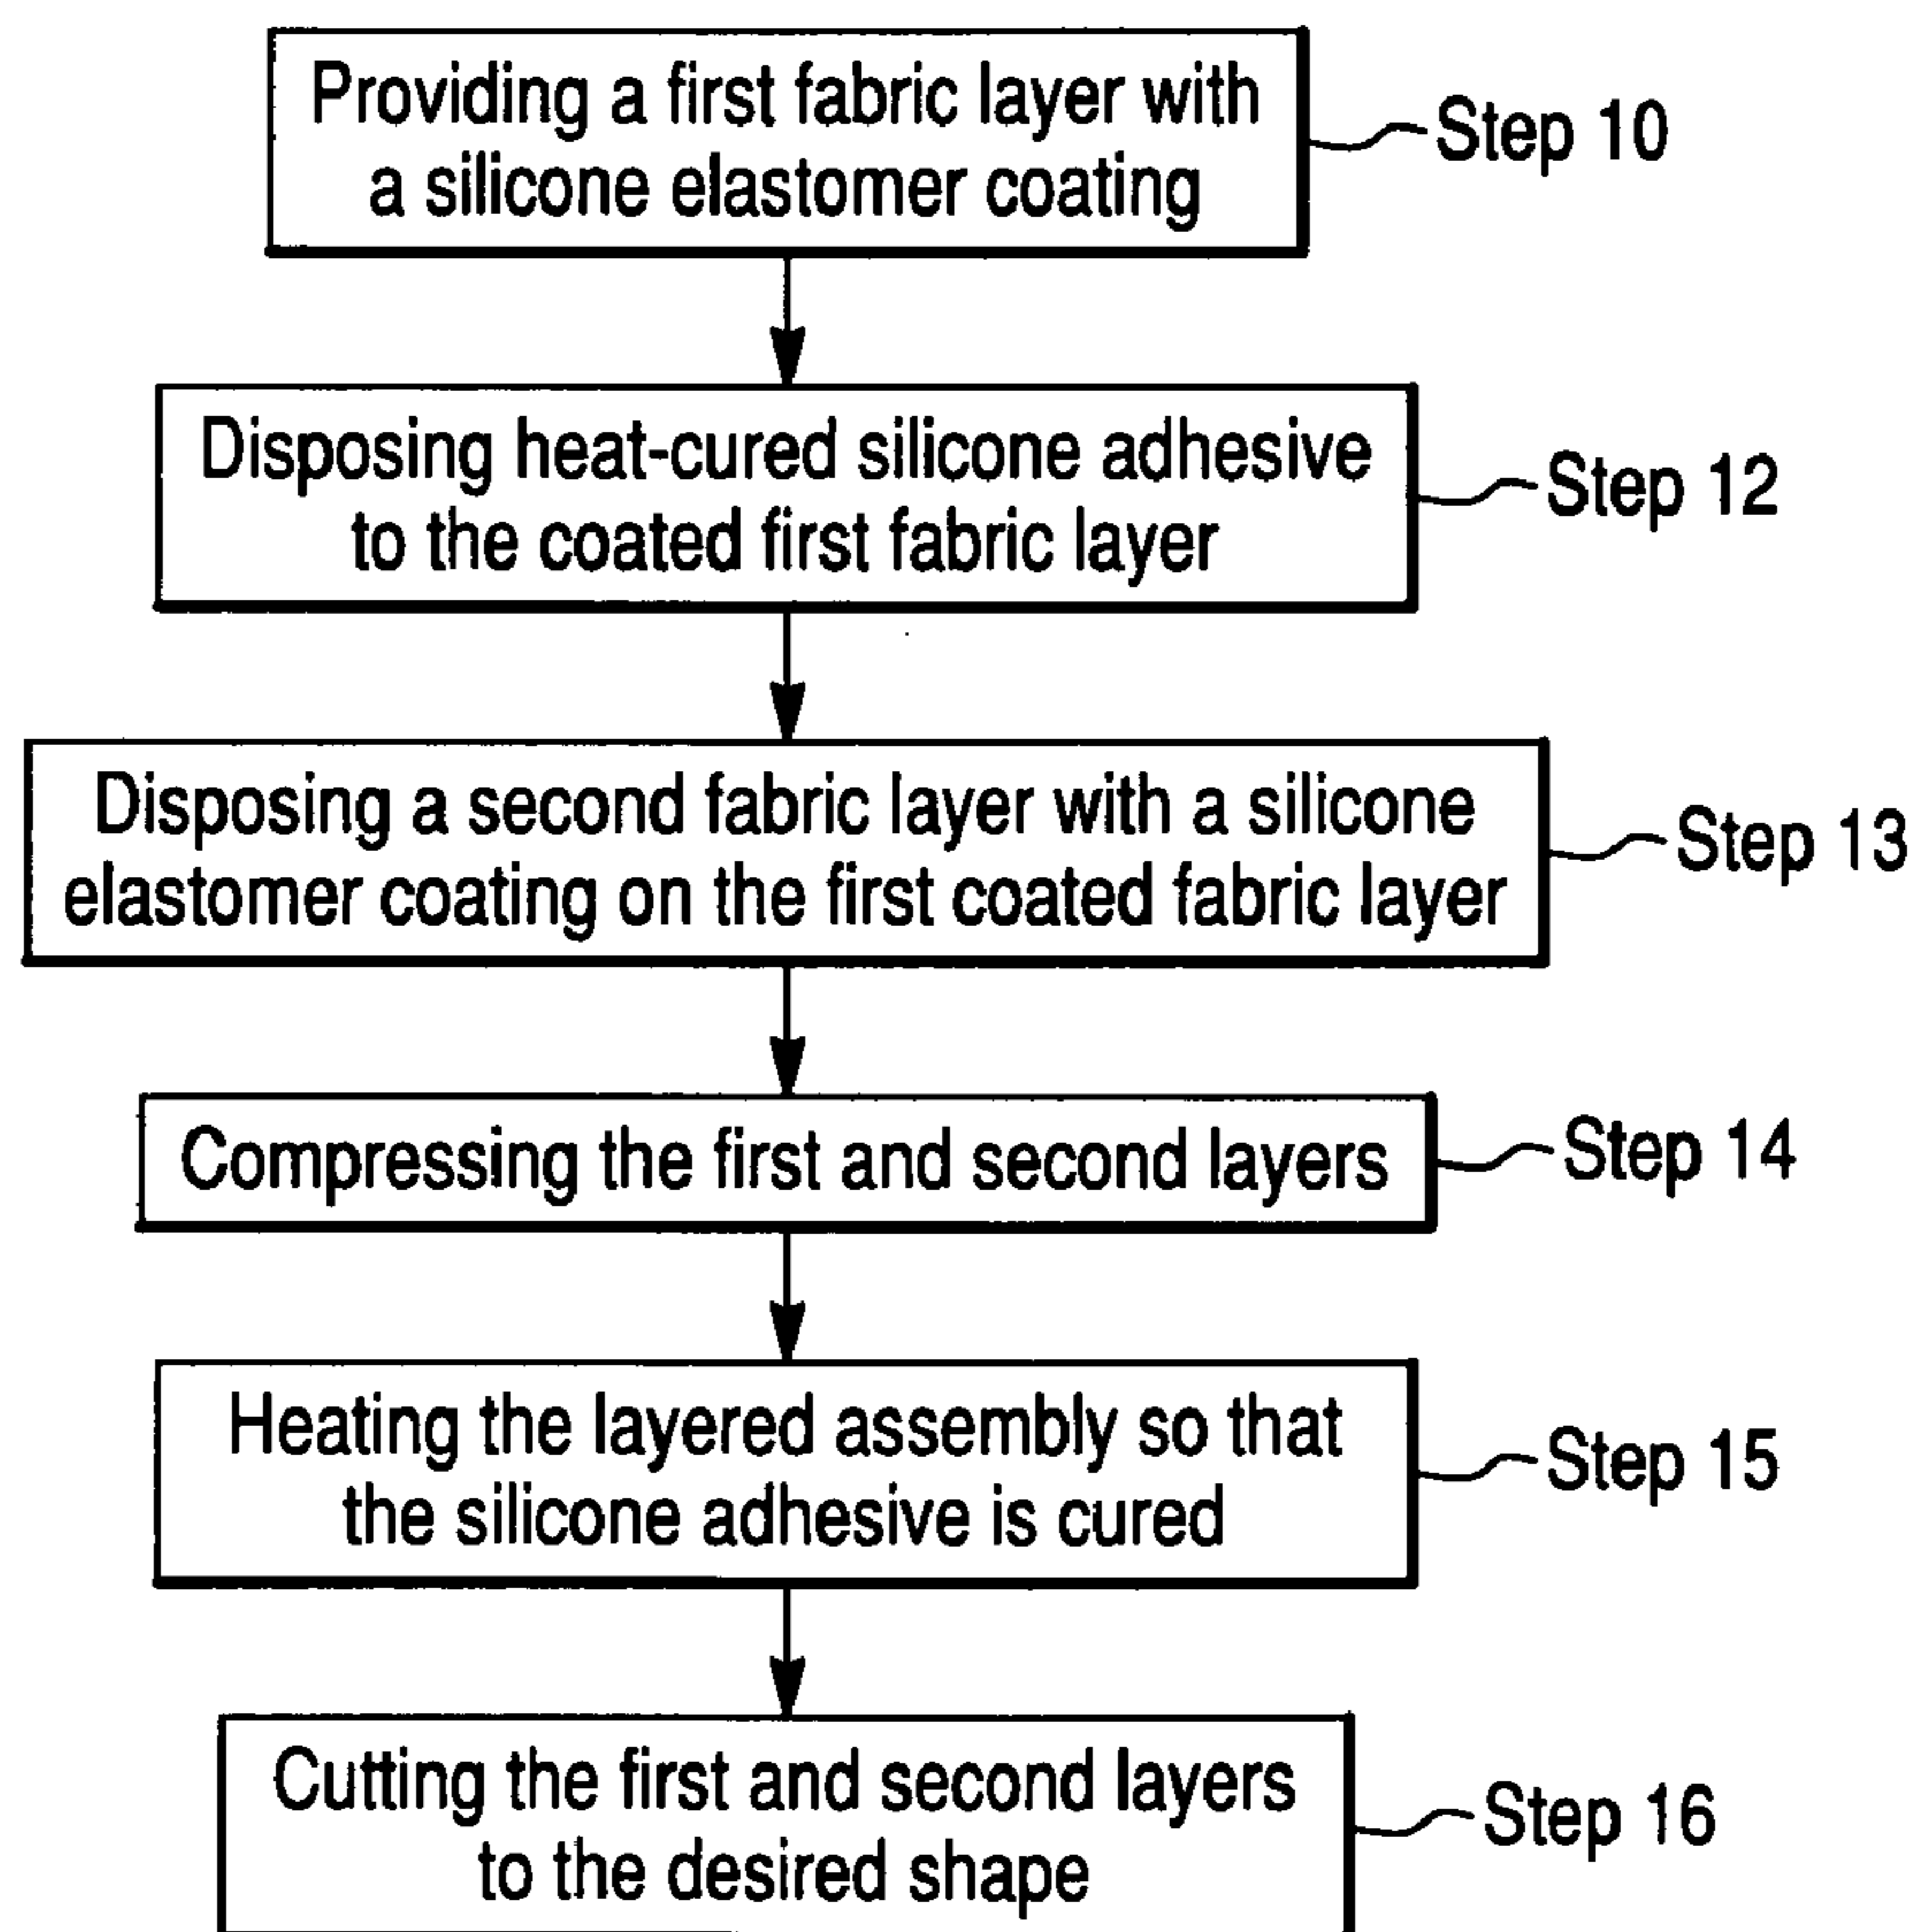 Providing a first fabric layer with
a silicone elastomer coating
Step 10
Disposing heat-cured silicone adhesive
to the coated first fabric layer
Step 12
Disposing a second fabric layer with a silicone
elastomer coating on the first coated fabric layer
Step 13
Compressing the first and second layers
Step 14
Heating the layered assembly so that
the silicone adhesive is cured
Step 15
Cutting the first and second layers
to the desired shape
Step 16